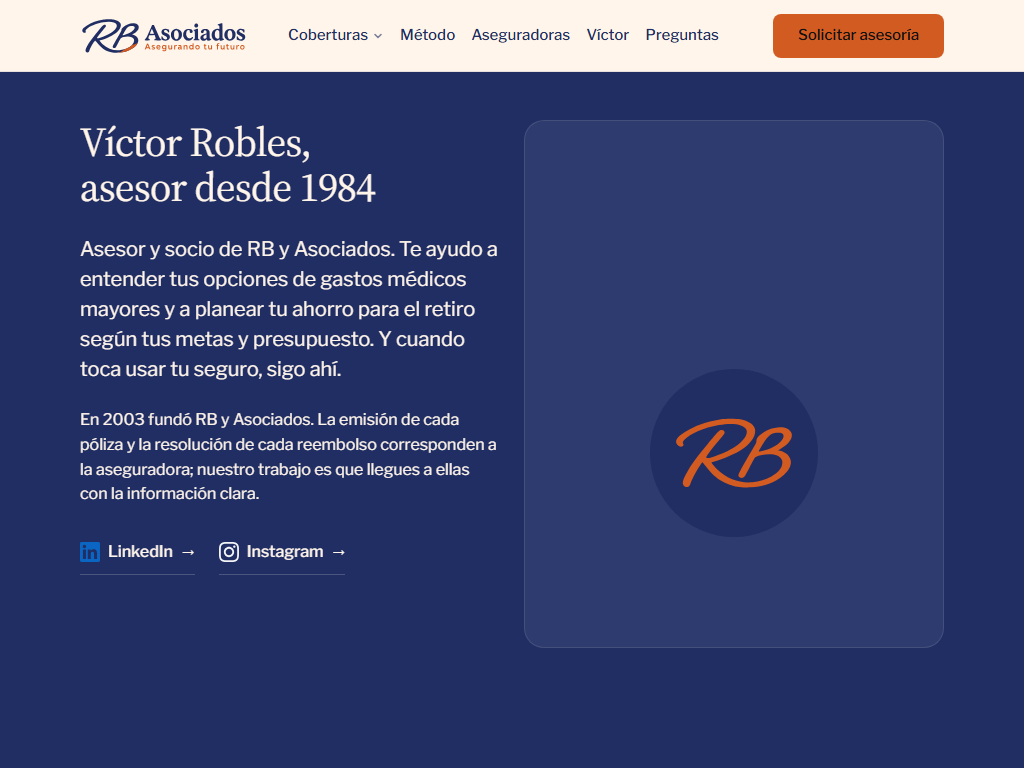 RB Asociados
Asegurando tu futuro
Coberturas
Método
Aseguradoras
Víctor
Preguntas
Solicitar asesoría
Víctor Robles,
asesor desde 1984
Asesor y socio de RB y Asociados. Te ayudo a
entender tus opciones de gastos médicos
mayores y a planear tu ahorro para el retiro
según tus metas y presupuesto. Y cuando
toca usar tu seguro, sigo ahí.
En 2003 fundó RB y Asociados. La emisión de cada
póliza y la resolución de cada reembolso corresponden a
la aseguradora; nuestro trabajo es que llegues a ellas
con la información clara.
in LinkedIn →
Instagram →
RB